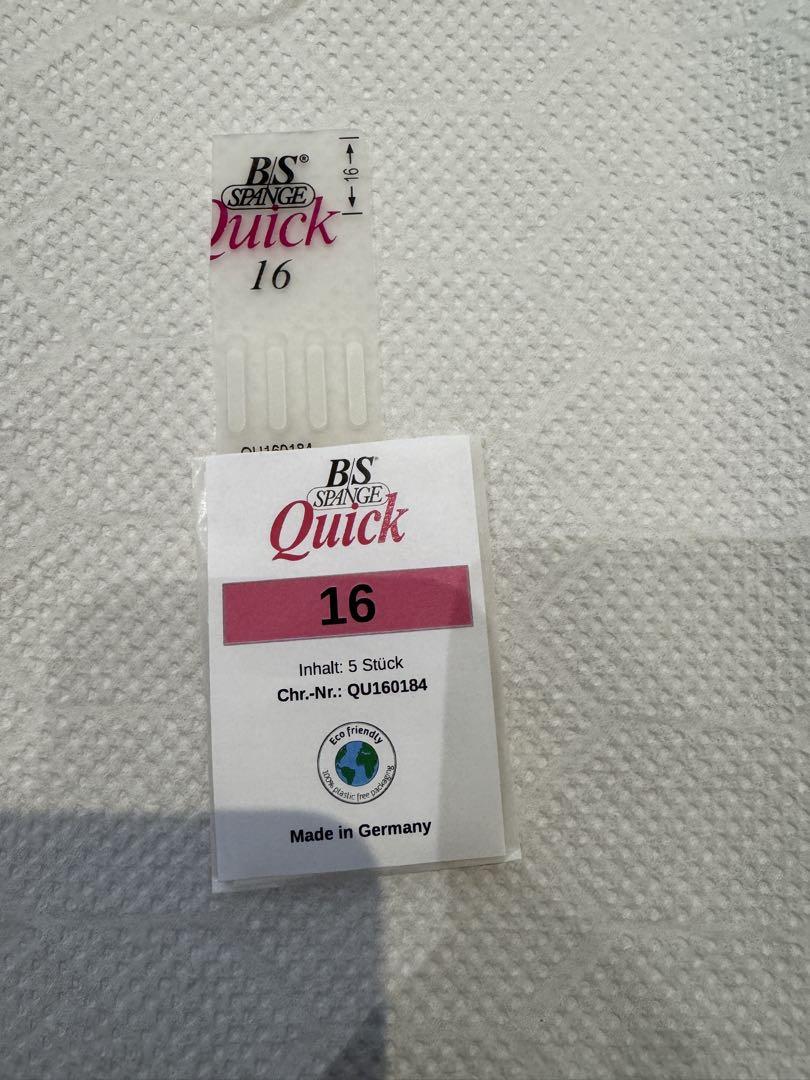 B/S®
SPANGE
Quick
16
16
QU160184
B/S®
SPANGE
Quick
16
Inhalt: 5 Stück
Chr.-Nr.: QU160184
Eco friendly
100% plastic free packaging
Made in Germany